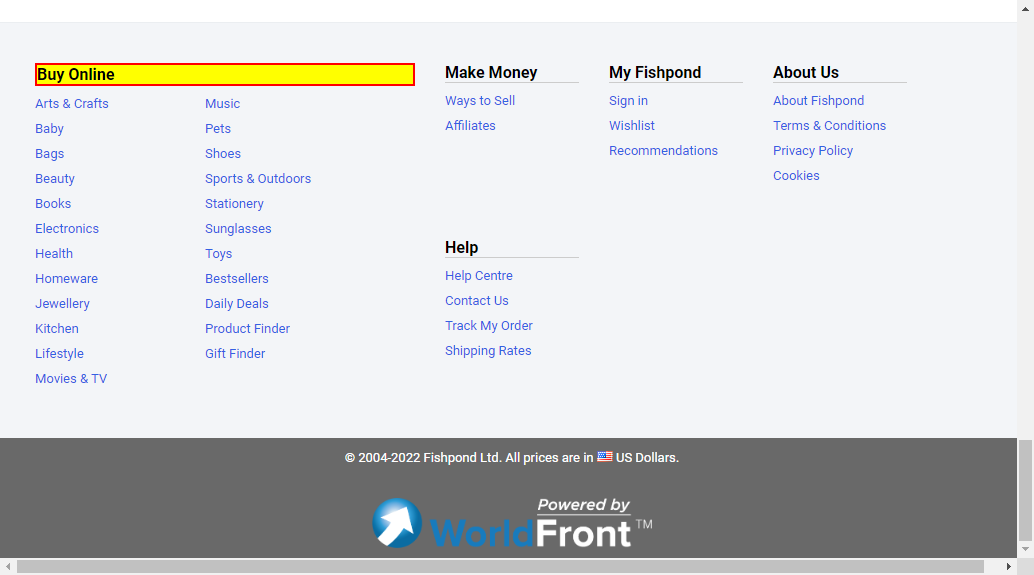 Buy Online
Arts & Crafts
Baby
Bags
Beauty
Books
Electronics
Health
Homeware
Jewellery
Kitchen
Lifestyle
Movies & TV
Music
Pets
Shoes
Sports & Outdoors
Stationery
Sunglasses
Toys
Bestsellers
Daily Deals
Product Finder
Gift Finder
Make Money
Ways to Sell
Affiliates
My Fishpond
Sign in
Wishlist
Recommendations
About Us
About Fishpond
Terms & Conditions
Privacy Policy
Cookies
Help
Help Centre
Contact Us
Track My Order
Shipping Rates
© 2004-2022 Fishpond Ltd. All prices are in US Dollars.
Powered by
WorldFront™